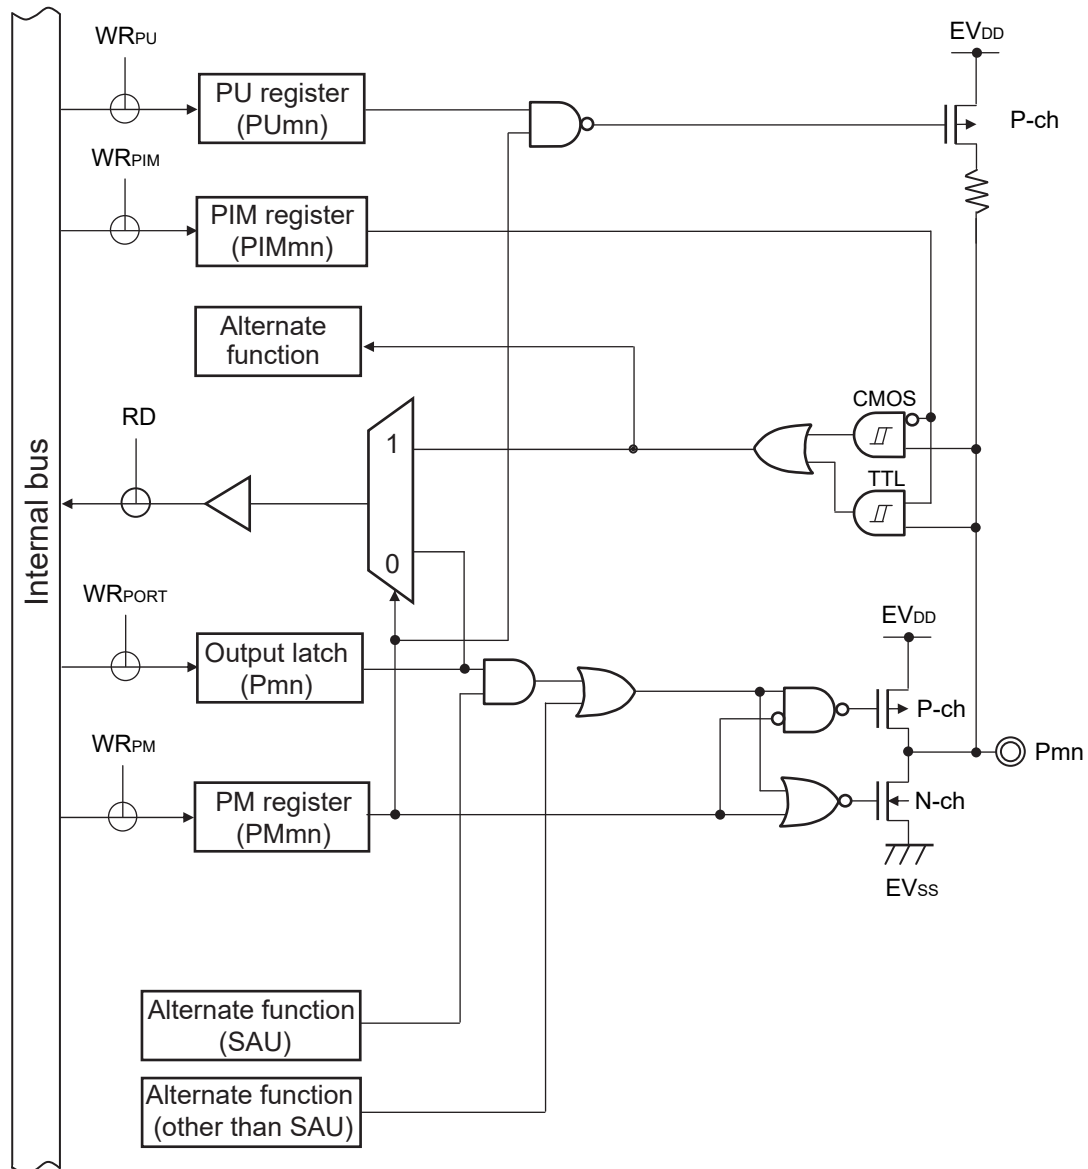 WRPU
EVDD
PU register
(PUmn)
P-ch
WRPIM
PIM register
(PIMmn)
Alternate
function
CMOS
RD
1
TTL
Internal bus
0
WRPORT
EVDD
Output latch
(Pmn)
P-ch
WRPM
Pmn
PM register
(PMmn)
N-ch
EVSS
Alternate function
(SAU)
Alternate function
(other than SAU)